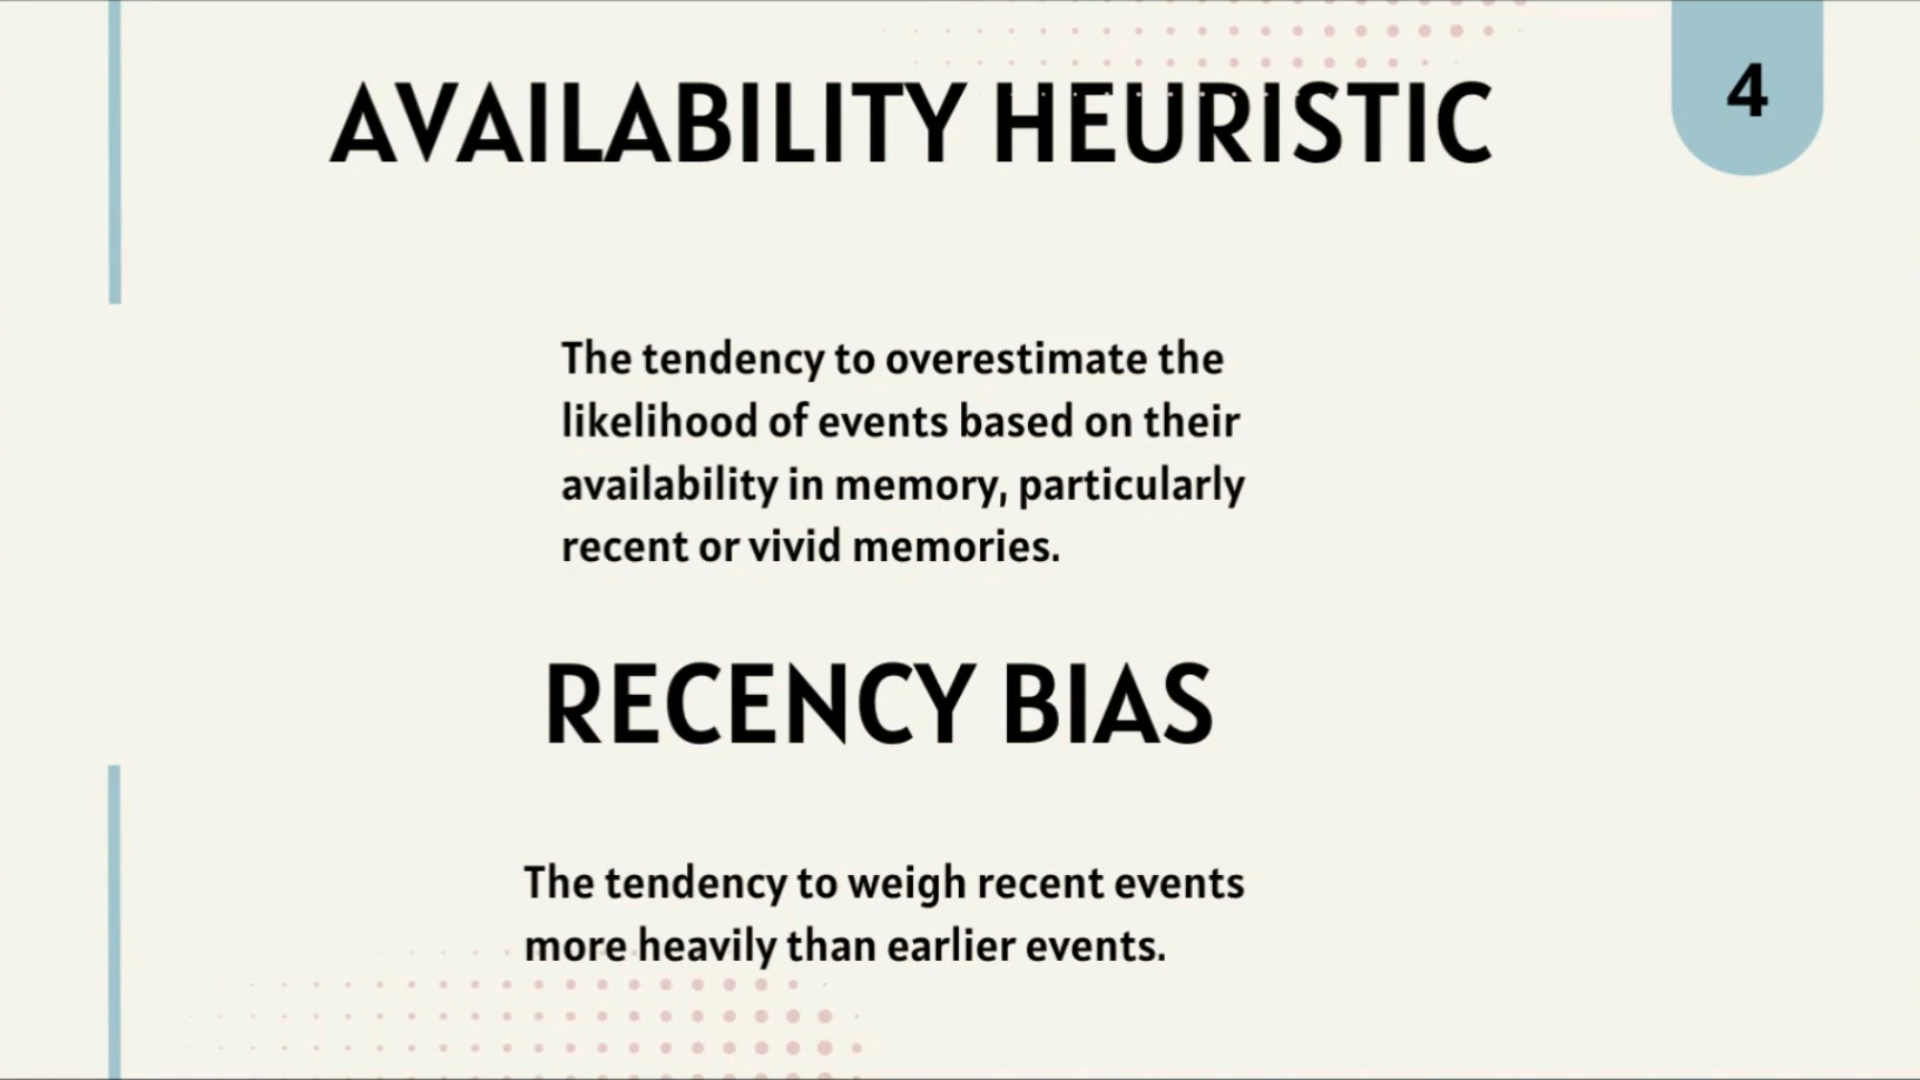 AVAILABILITY HEURISTIC
4
The tendency to overestimate the
likelihood of events based on their
availability in memory, particularly
recent or vivid memories.
RECENCY BIAS
The tendency to weigh recent events
more heavily than earlier events.